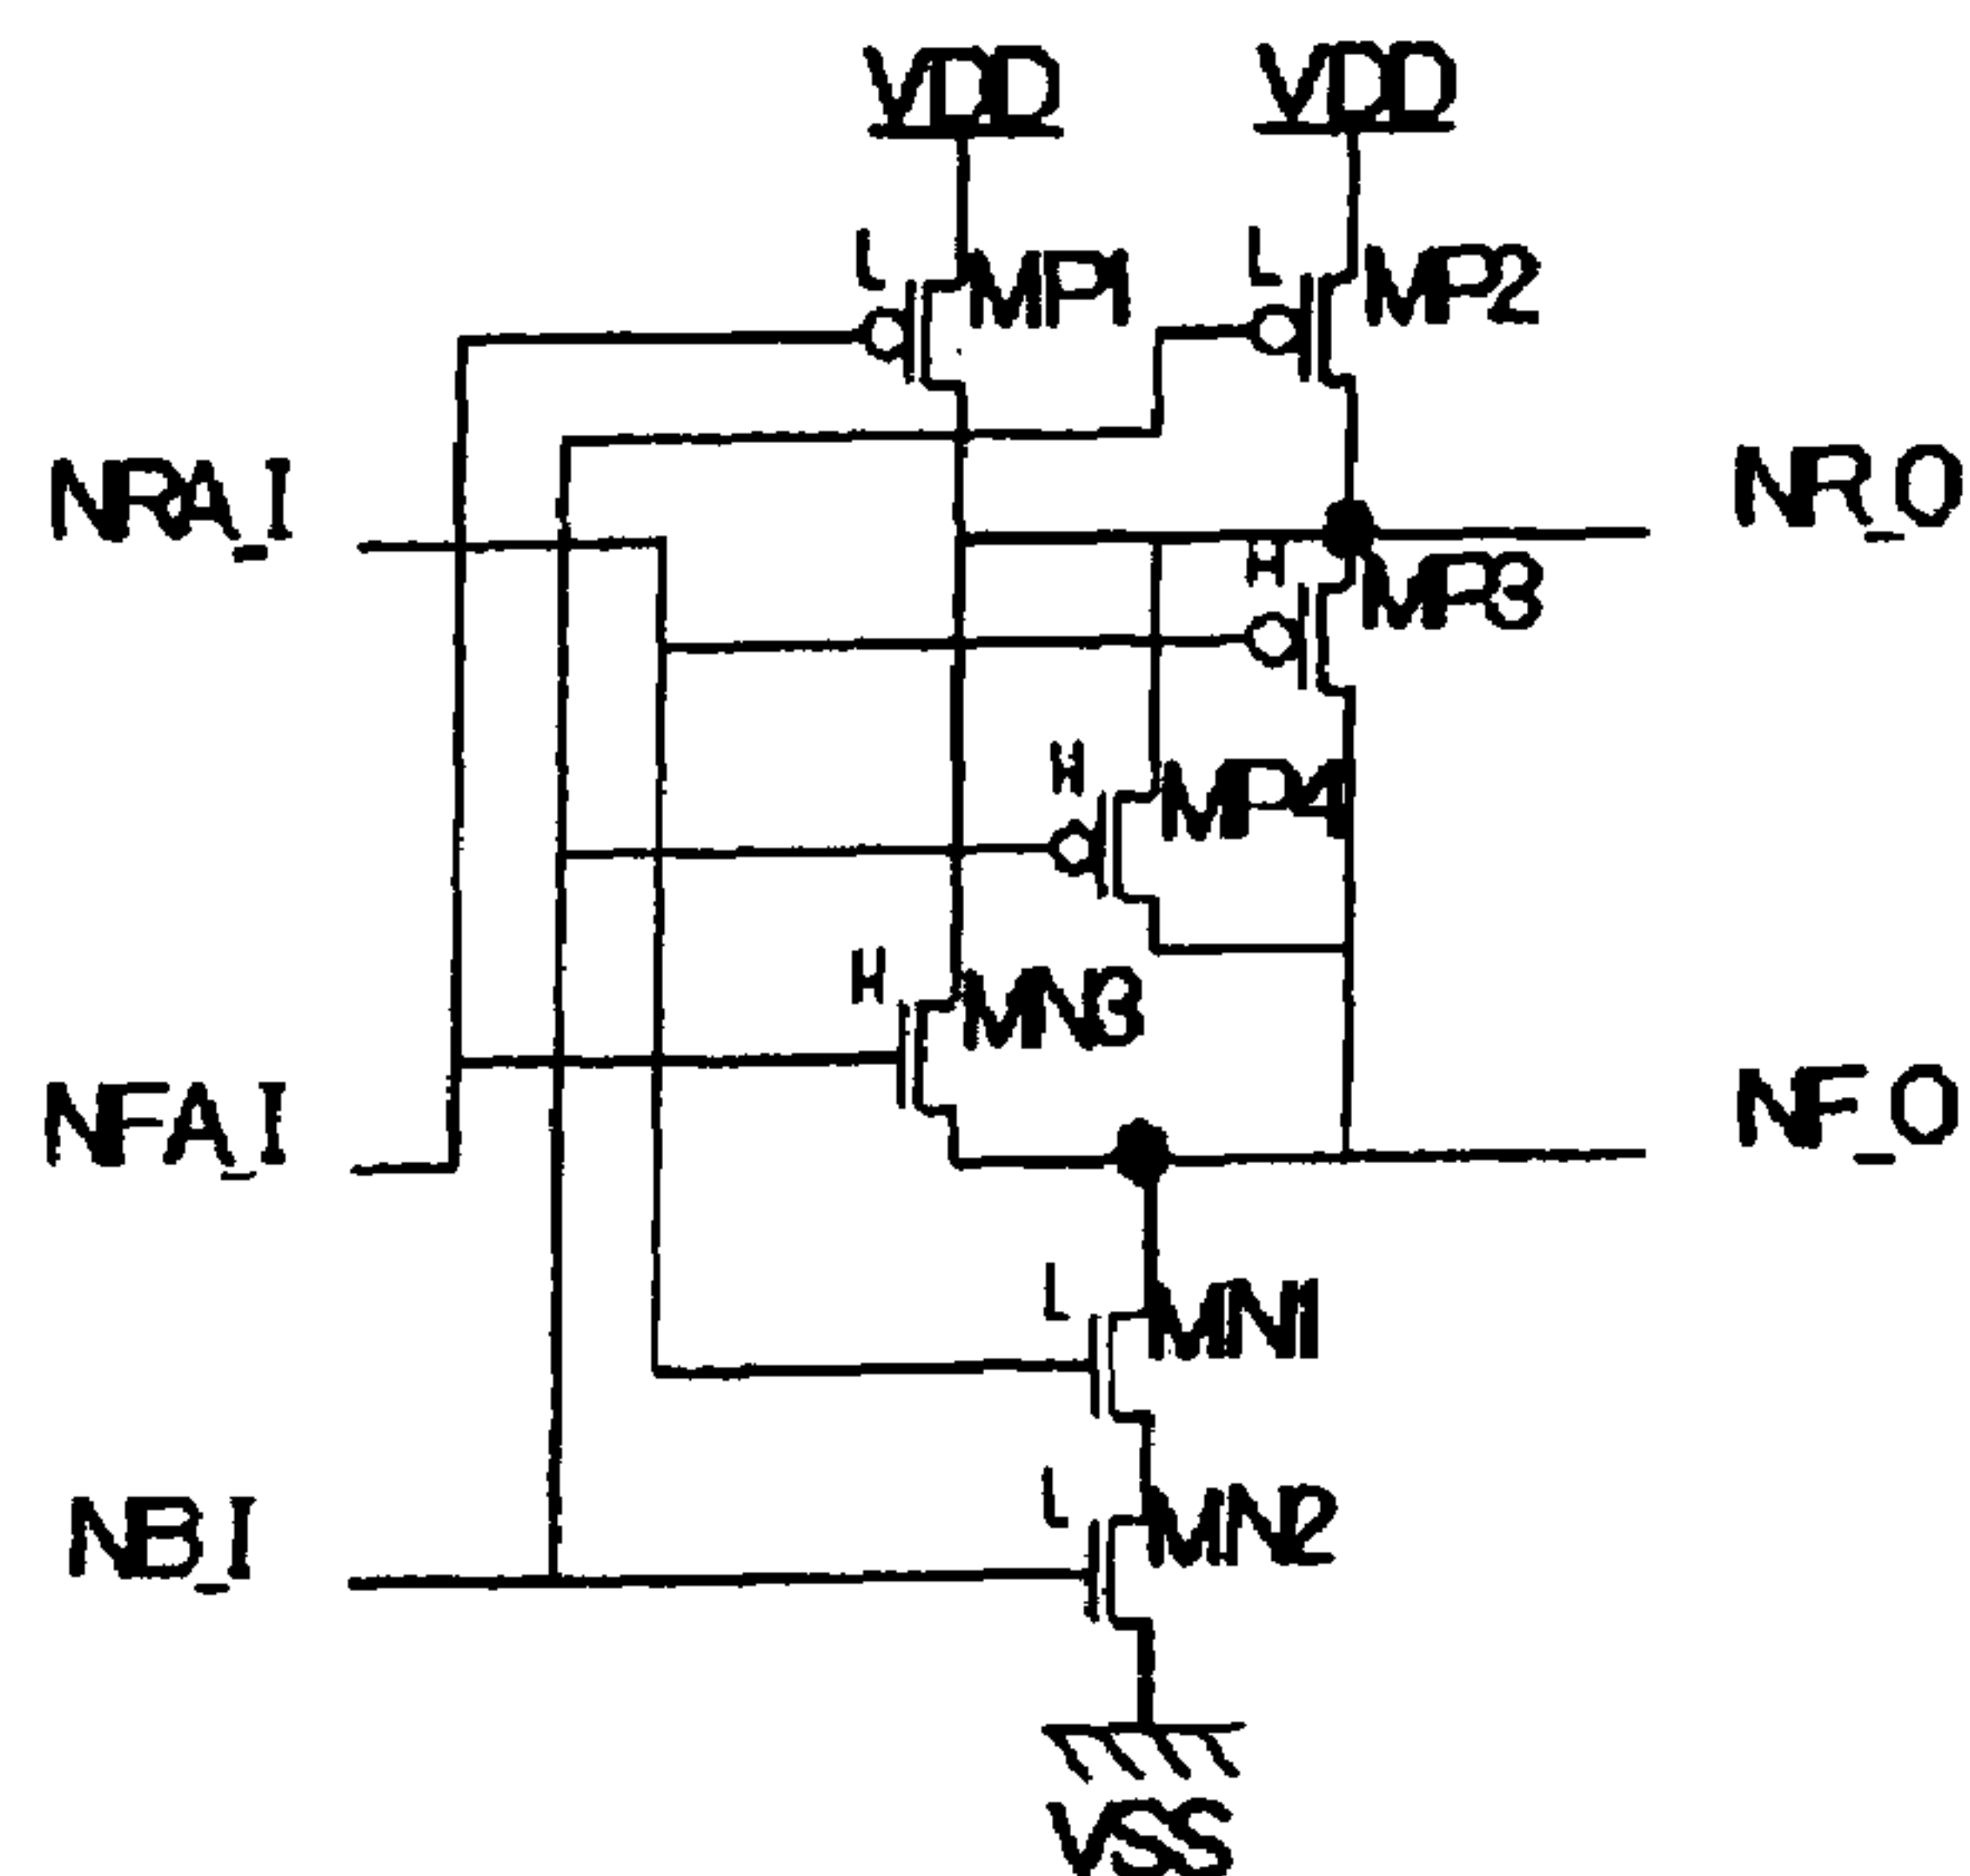 VDD VDD
L MP1 L MP2
NRA_I NR_O
H MP3
H MP4
H MN3
NFA_I NF_O
L MN1
L MN2
NB_I
VSS